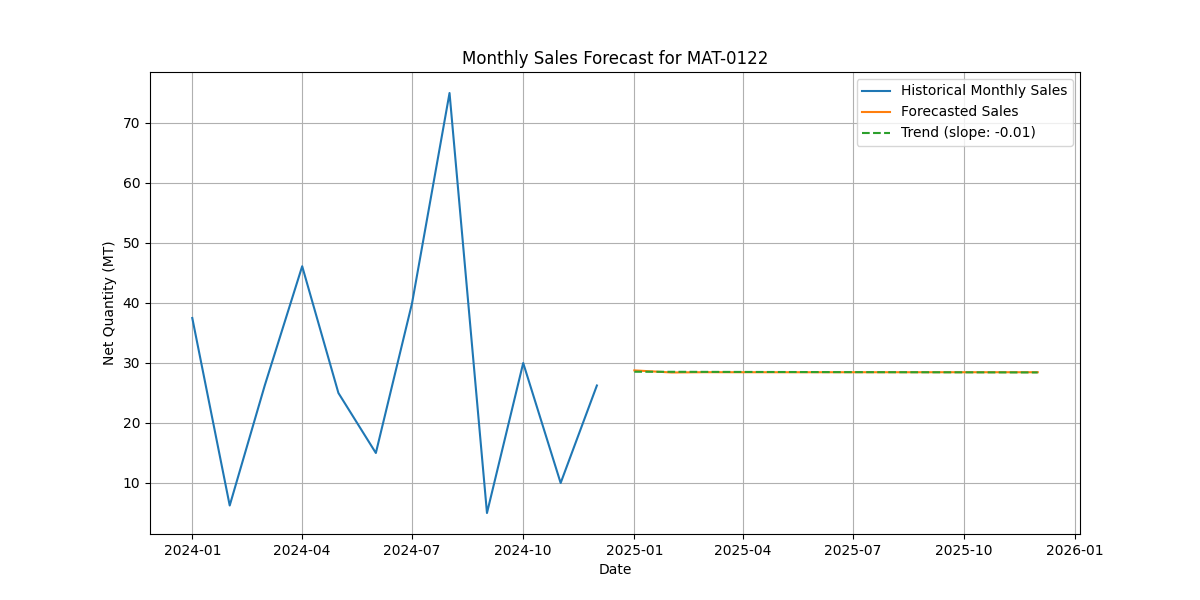 Monthly Sales Forecast for MAT-0122
Historical Monthly Sales
Forecasted Sales
Trend (slope: -0.01)
Net Quantity (MT)
70
60
50
40
30
20
10
2024-01 2024-04 2024-07 2024-10 2025-01 2025-04 2025-07 2025-10 2026-01
Date